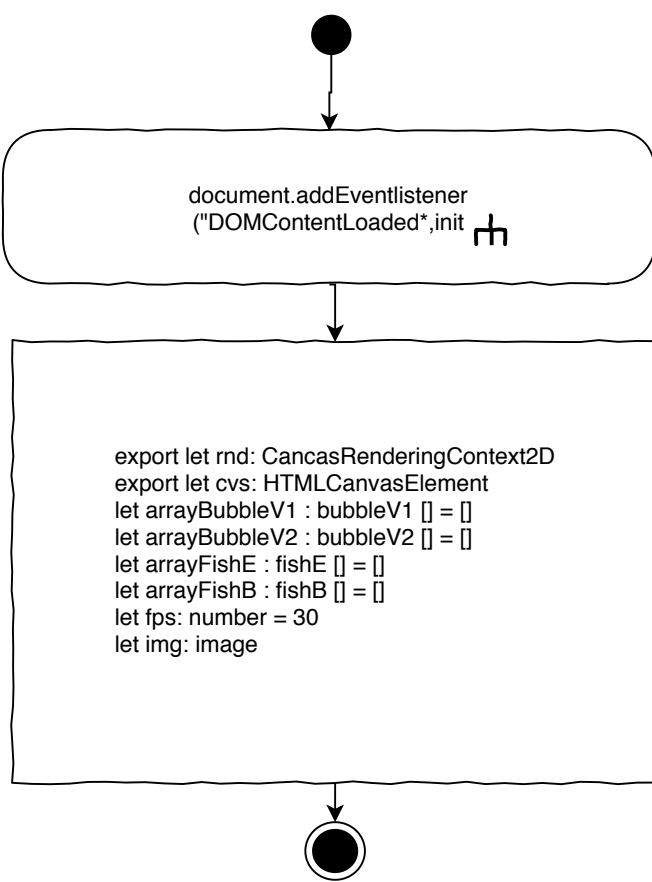 document.addEventlistener
("DOMContentLoaded*,init
export let rnd: CancasRenderingContext2D
export let cvs: HTMLCanvasElement
let arrayBubbleV1 : bubbleV1 [] = []
let arrayBubbleV2 : bubbleV2 [] = []
let arrayFishE : fishE [] = []
let arrayFishB : fishB [] = []
let fps: number = 30
let img: image